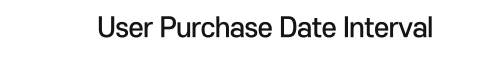 User Purchase Date Interval